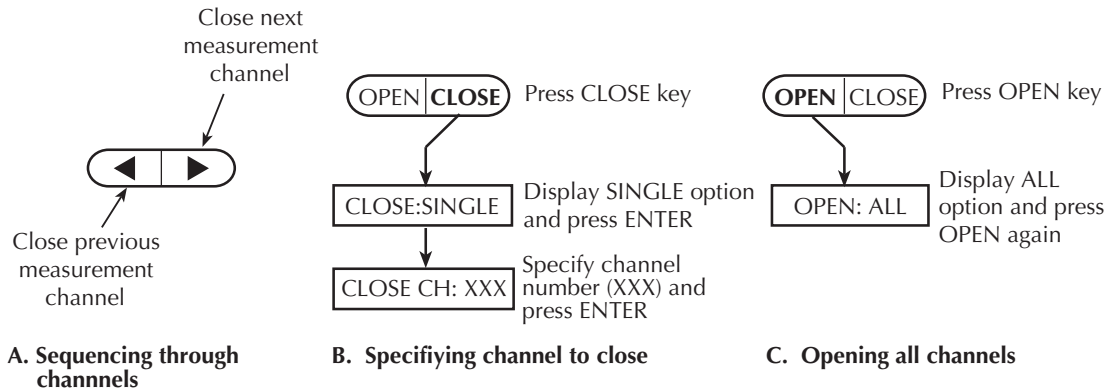 Close next
measurement
channel
Close previous
measurement
channel
A. Sequencing through
channnels
OPEN CLOSE
Press CLOSE key
CLOSE:SINGLE
Display SINGLE option
and press ENTER
CLOSE CH: XXX
Specify channel
number (XXX) and
press ENTER
B. Specifiying channel to close
OPEN CLOSE
Press OPEN key
OPEN: ALL
Display ALL
option and press
OPEN again
C. Opening all channels